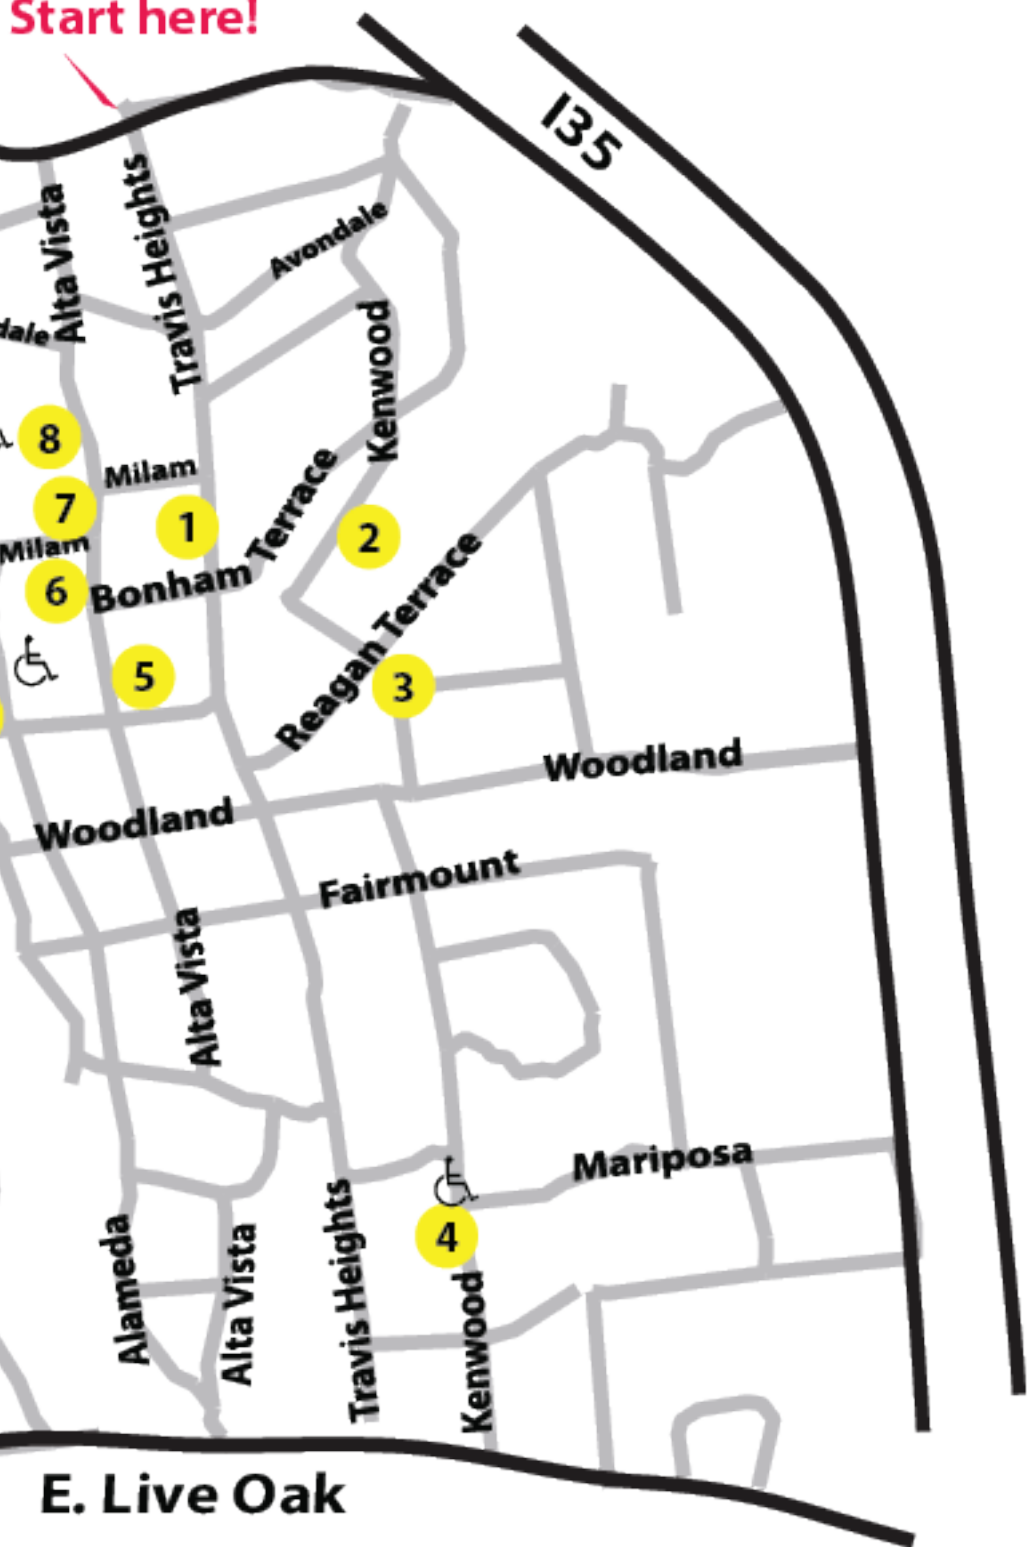 Start here!
I35
Alta Vista
Travis Heights
Avondale
dale
Kenwood
8
Milam
7
1
Terrace
2
Milam
6
Bonham
Reagan Terrace
5
3
Woodland
Woodland
Fairmount
Alta Vista
Mariposa
4
Alameda
Alta Vista
Travis Heights
Kenwood
E. Live Oak